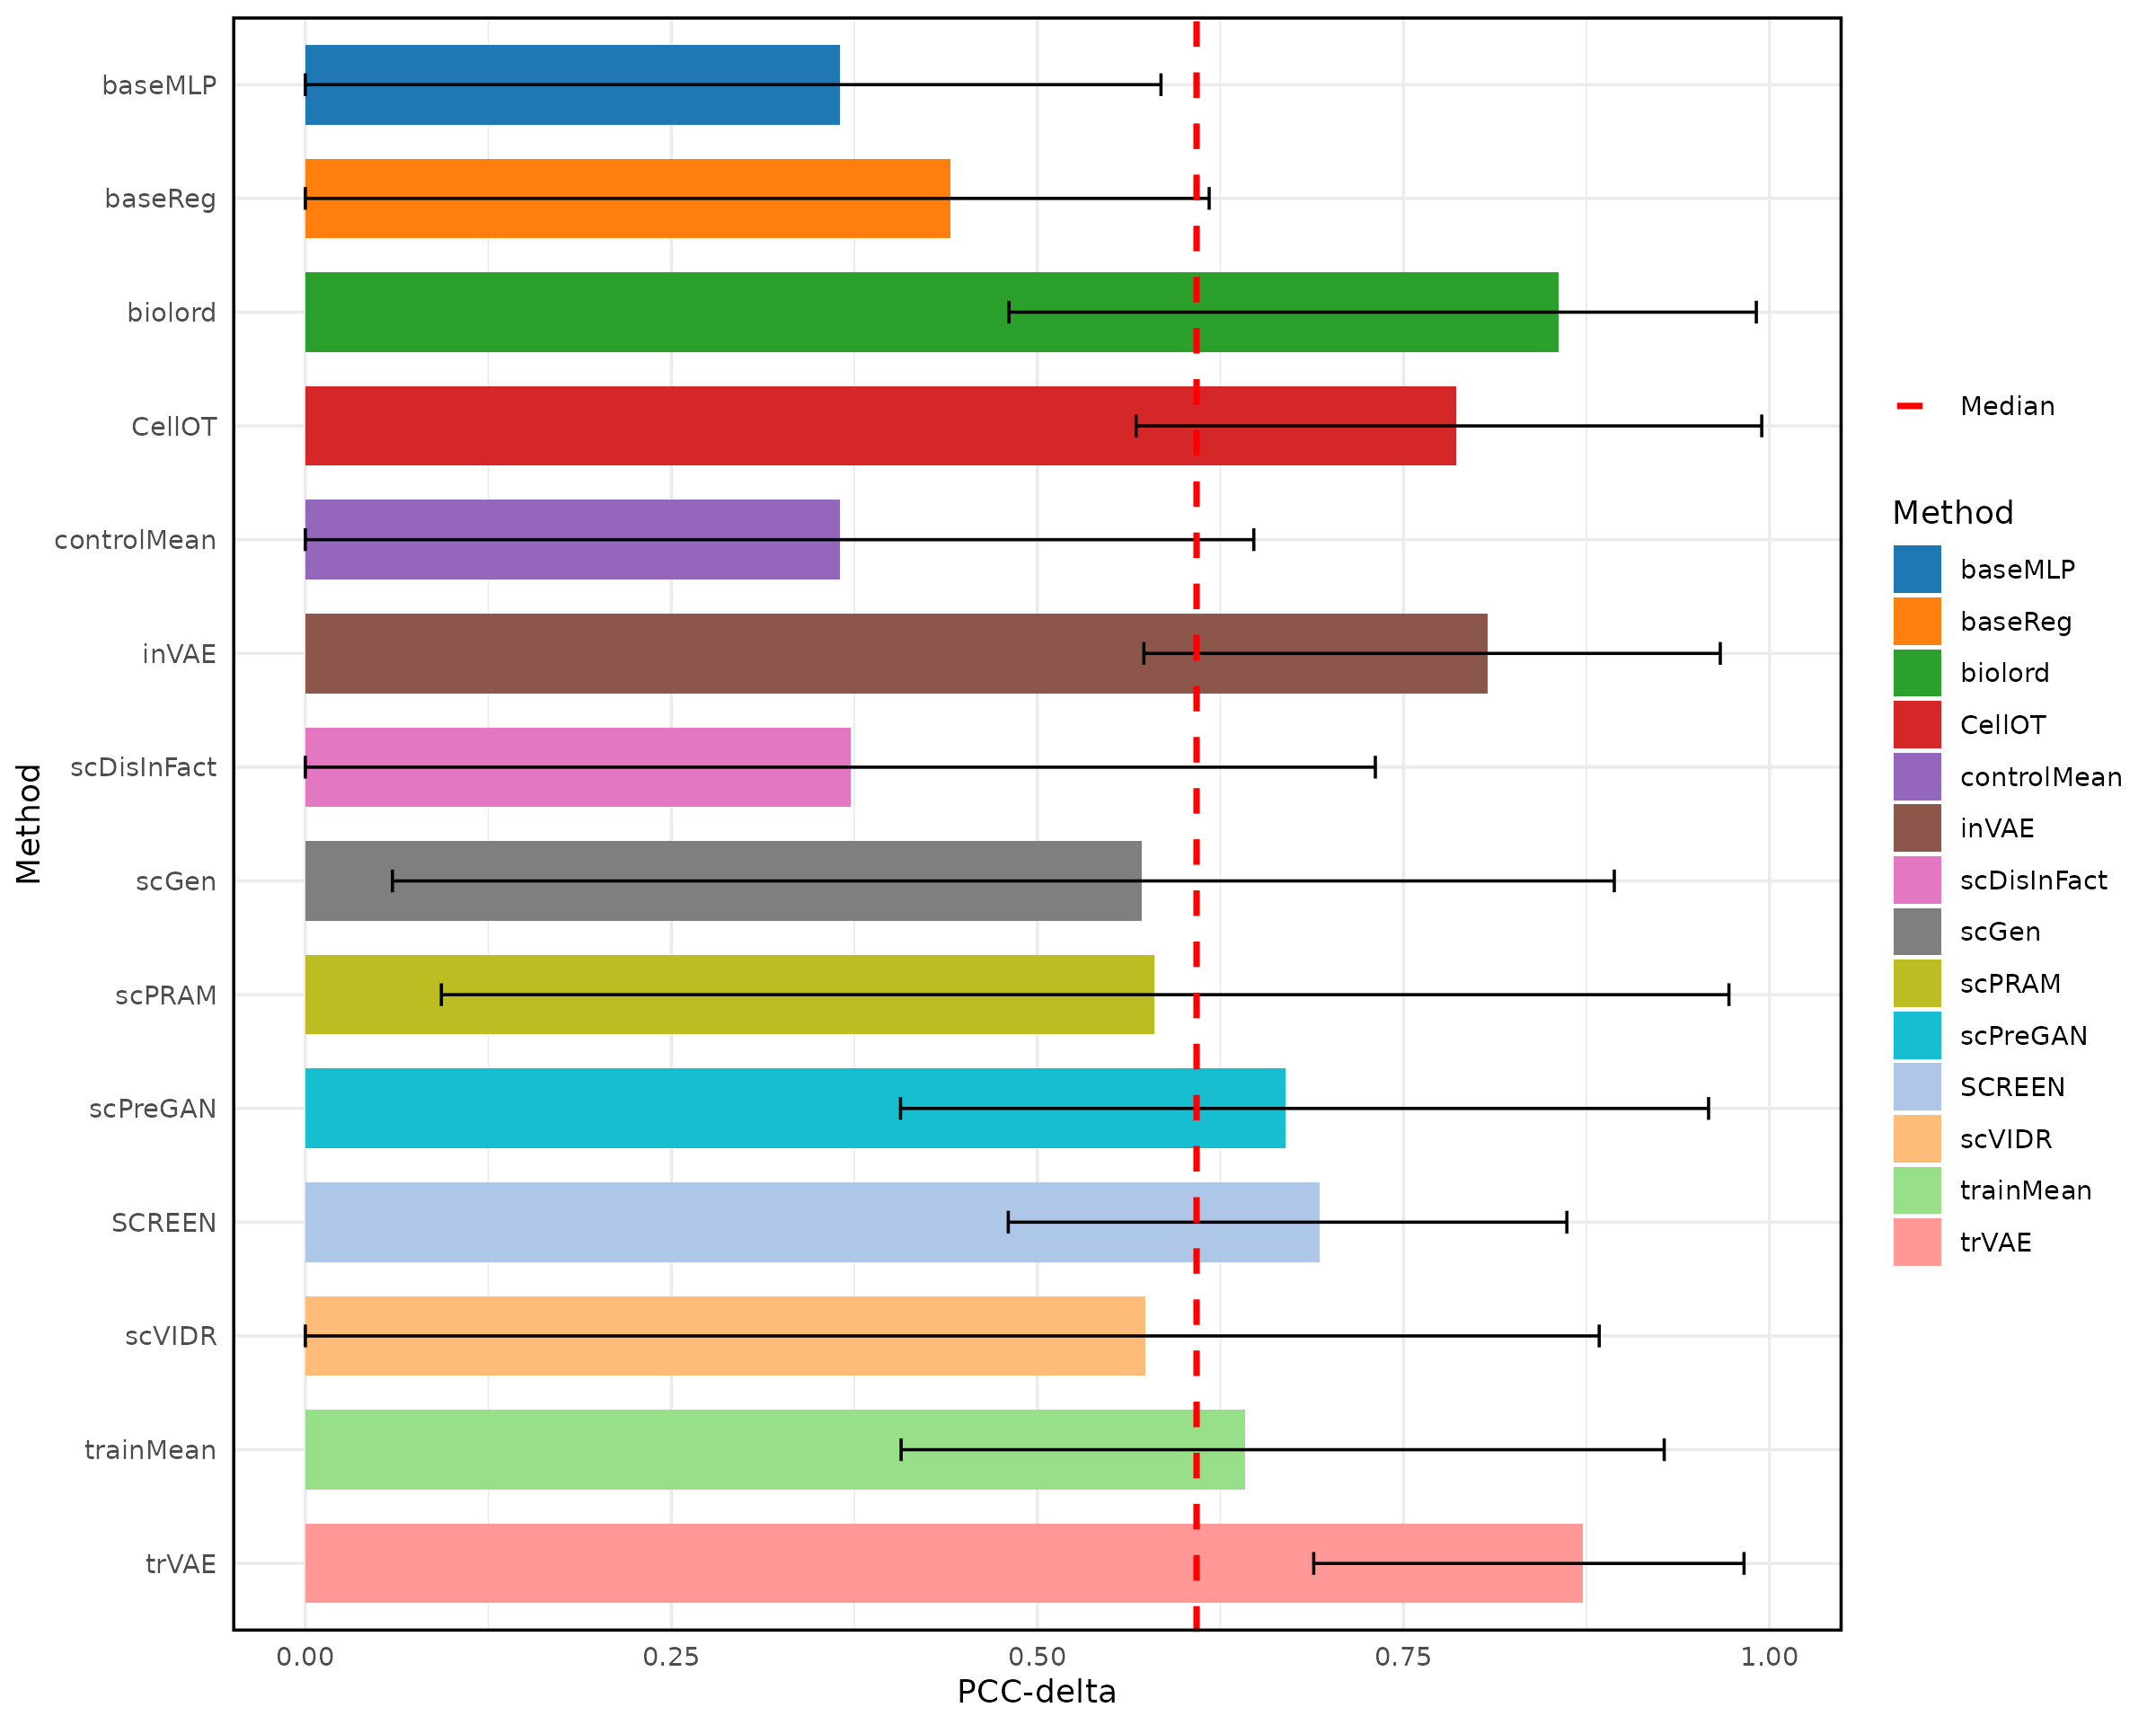 baseMLP
baseReg
biolord
CellOT
controlMean
inVAE
scDisInFact
scGen
scPRAM
scPreGAN
SCREEN
scVIDR
trainMean
trVAE
Method
0.00 0.25 0.50 0.75 1.00
PCC-delta
Median
Method
baseMLP
baseReg
biolord
CellOT
controlMean
inVAE
scDisInFact
scGen
scPRAM
scPreGAN
SCREEN
scVIDR
trainMean
trVAE